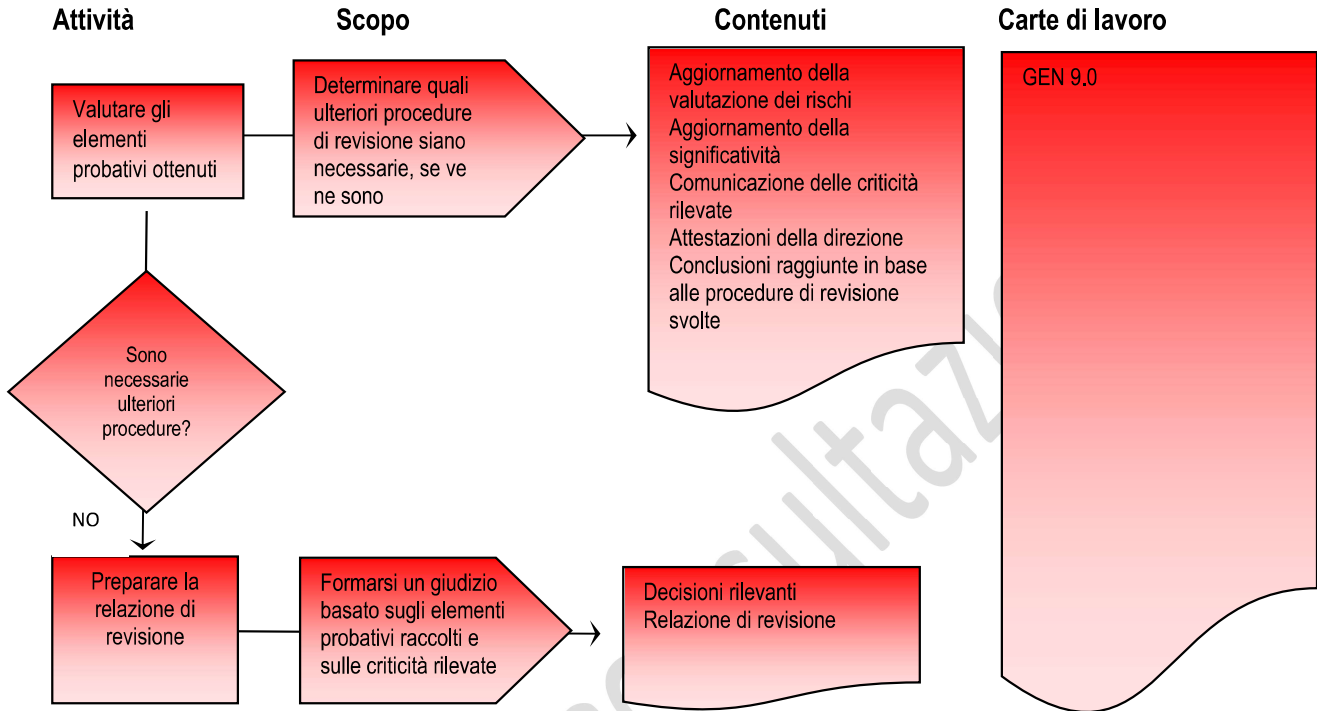 Attività
Scopo
Contenuti
Carte di lavoro
Valutare gli
elementi
probativi ottenuti
Determinare quali
ulteriori procedure
di revisione siano
necessarie, se ve
ne sono
Aggiornamento della
valutazione dei rischi
Aggiornamento della
significatività
Comunicazione delle criticità
rilevate
Attestazioni della direzione
Conclusioni raggiunte in base
alle procedure di revisione
svolte
GEN 9.0
Sono
necessarie
ulteriori
procedure?
NO
Preparare la
relazione di
revisione
Formarsi un giudizio
basato sugli elementi
probativi raccolti e
sulle criticità rilevate
Decisioni rilevanti
Relazione di revisione